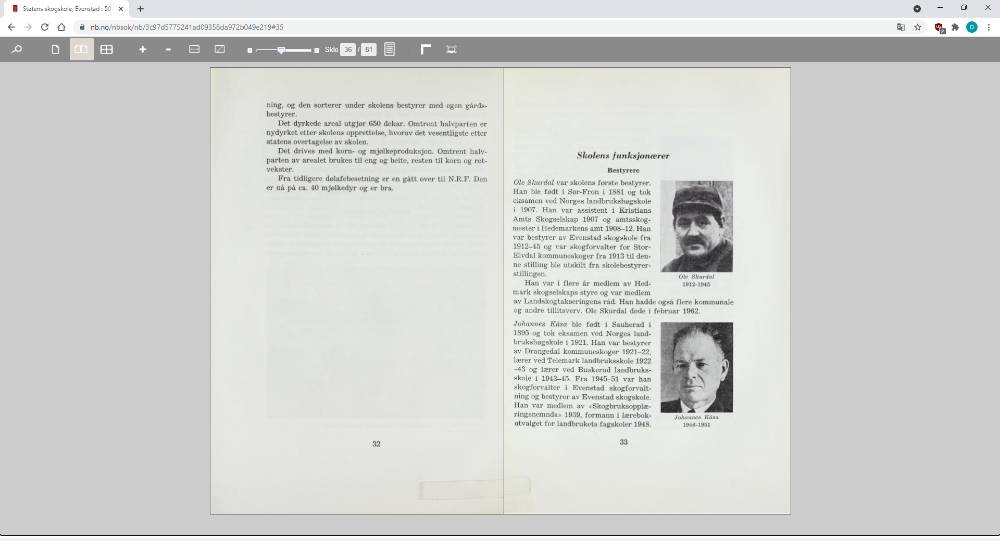 Statens skogskole, Evenstad : 50
nb.no/nbsok/nb/3c97d5775241ad09358da972b049e219#35
2
O
Side 36 / 81
ning, og den sorterer under skolens bestyrer med egen gårds-
bestyrer.
Det dyrkede areal utgjør 650 dekar. Omtrent halvparten er
nydyrket etter skolens opprettelse, hvorav det vesentligste etter
statens overtagelse av skolen.
Det drives med korn- og mjølkeproduksjon. Omtrent halv-
parten av arealet brukes til eng og beite, resten til korn og rot-
vekster.
Fra tidligere dølafebesetning er en gått over til N.R.F. Den
er nå på ca. 40 mjølkedyr og er bra.
32
Skolens funksjonærer
Bestyrere
Ole Skurdal var skolens første bestyrer.
Han ble født i Sør-Fron i 1881 og tok
eksamen ved Norges landbrukshøgskole
i 1907. Han var assistent i Kristians
Amts Skogselskap 1907 og amtsskog-
mester i Hedemarkens amt 1908–12. Han
var bestyrer av Evenstad skogskole fra
1912–45 og var skogforvalter for Stor-
Elvdal kommuneskoger fra 1913 til den-
ne stilling ble utskilt fra skolebestyrer-
stillingen.
Han var i flere år medlem av Hed-
mark skogselskaps styre og var medlem
av Landskogtakseringens råd. Han hadde også flere kommunale
og andre tillitsverv. Ole Skurdal døde i februar 1962.
Ole Skurdal
1912-1945
Johannes Kåsa ble født i Sauherad i
1895 og tok eksamen ved Norges land-
brukshøgskole i 1921. Han var bestyrer
av Drangedal kommuneskoger 1921–22,
lærer ved Telemark landbruksskole 1922
–43 og lærer ved Buskerud landbruks-
skole i 1943–45. Fra 1945–51 var han
skogforvalter i Evenstad skogforvalt-
ning og bestyrer av Evenstad skogskole.
Han var medlem av «Skogbruksopplæ-
ringsnemnda» 1939, formann i lærebok-
utvalget for landbrukets fagskoler 1948.
Johannes Kåsa
1946-1951
33